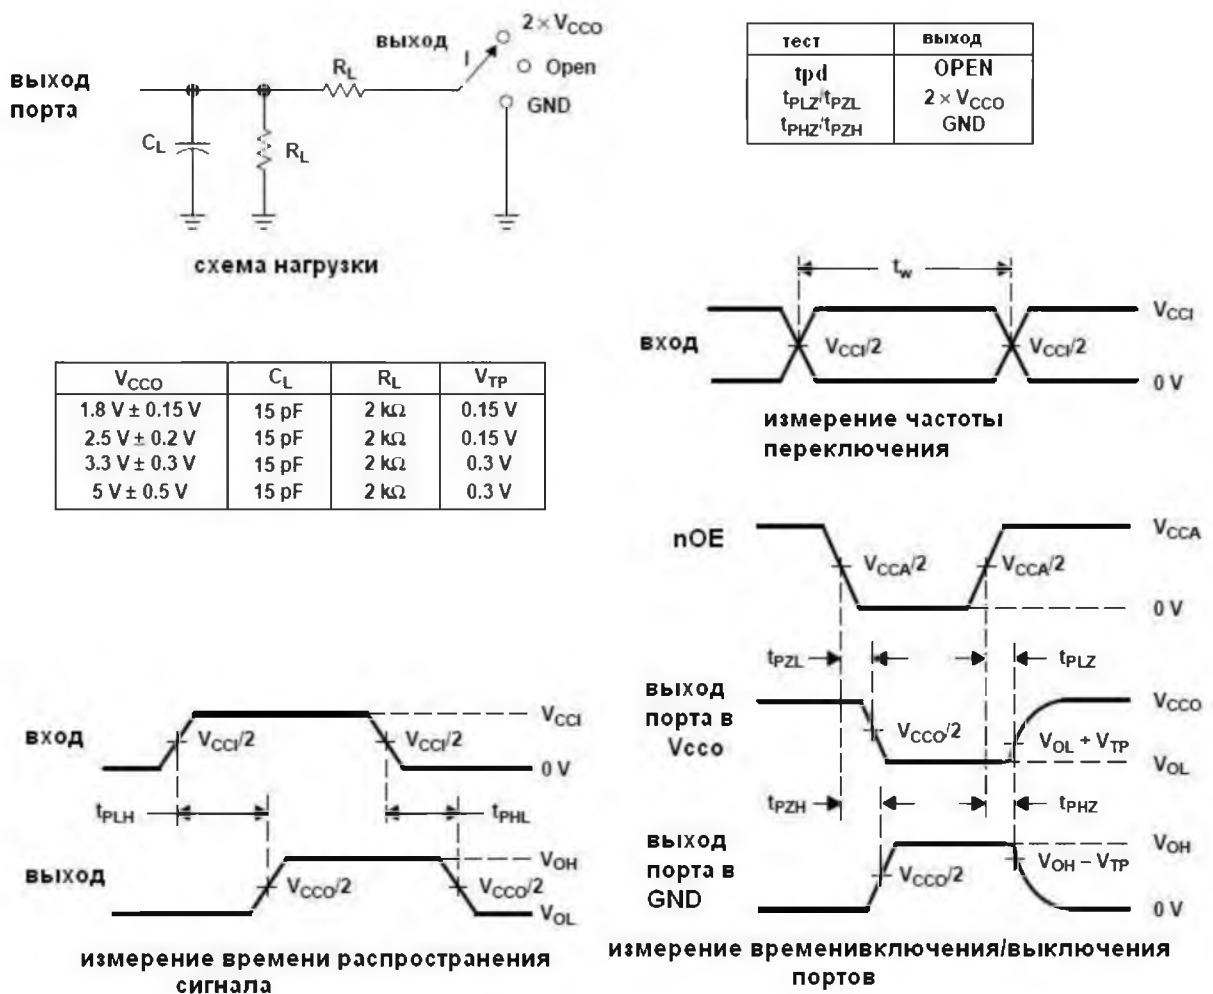 2 × VCCO
выход
RL
I
Open
выход
порта
GND
CL
RL
схема нагрузки
тест выход
tpd OPEN
tPLZ/tPZL 2 × VCCO
tPHZ/tPZH GND
tw
VCCI
вход
VCCI/2
VCCI/2
0 V
измерение частоты
переключения
VCCO CL RL VTP
1.8 V ± 0.15 V 15 pF 2 kΩ 0.15 V
2.5 V ± 0.2 V 15 pF 2 kΩ 0.15 V
3.3 V ± 0.3 V 15 pF 2 kΩ 0.3 V
5 V ± 0.5 V 15 pF 2 kΩ 0.3 V
nOE
VCCA
VCCA/2
VCCA/2
0 V
tPZL
tPLZ
выход
порта в
Vcco
VCCO
VCCO/2
VOL + VTP
VOL
tPZH
tPHZ
выход
порта в
GND
VOH
VCCO/2
VOH − VTP
0 V
измерение временивключения/выключения
портов
вход
VCCI
VCCI/2
VCCI/2
0 V
tPLH
tPHL
выход
VOH
VCCO/2
VCCO/2
VOL
измерение времени распространения
сигнала